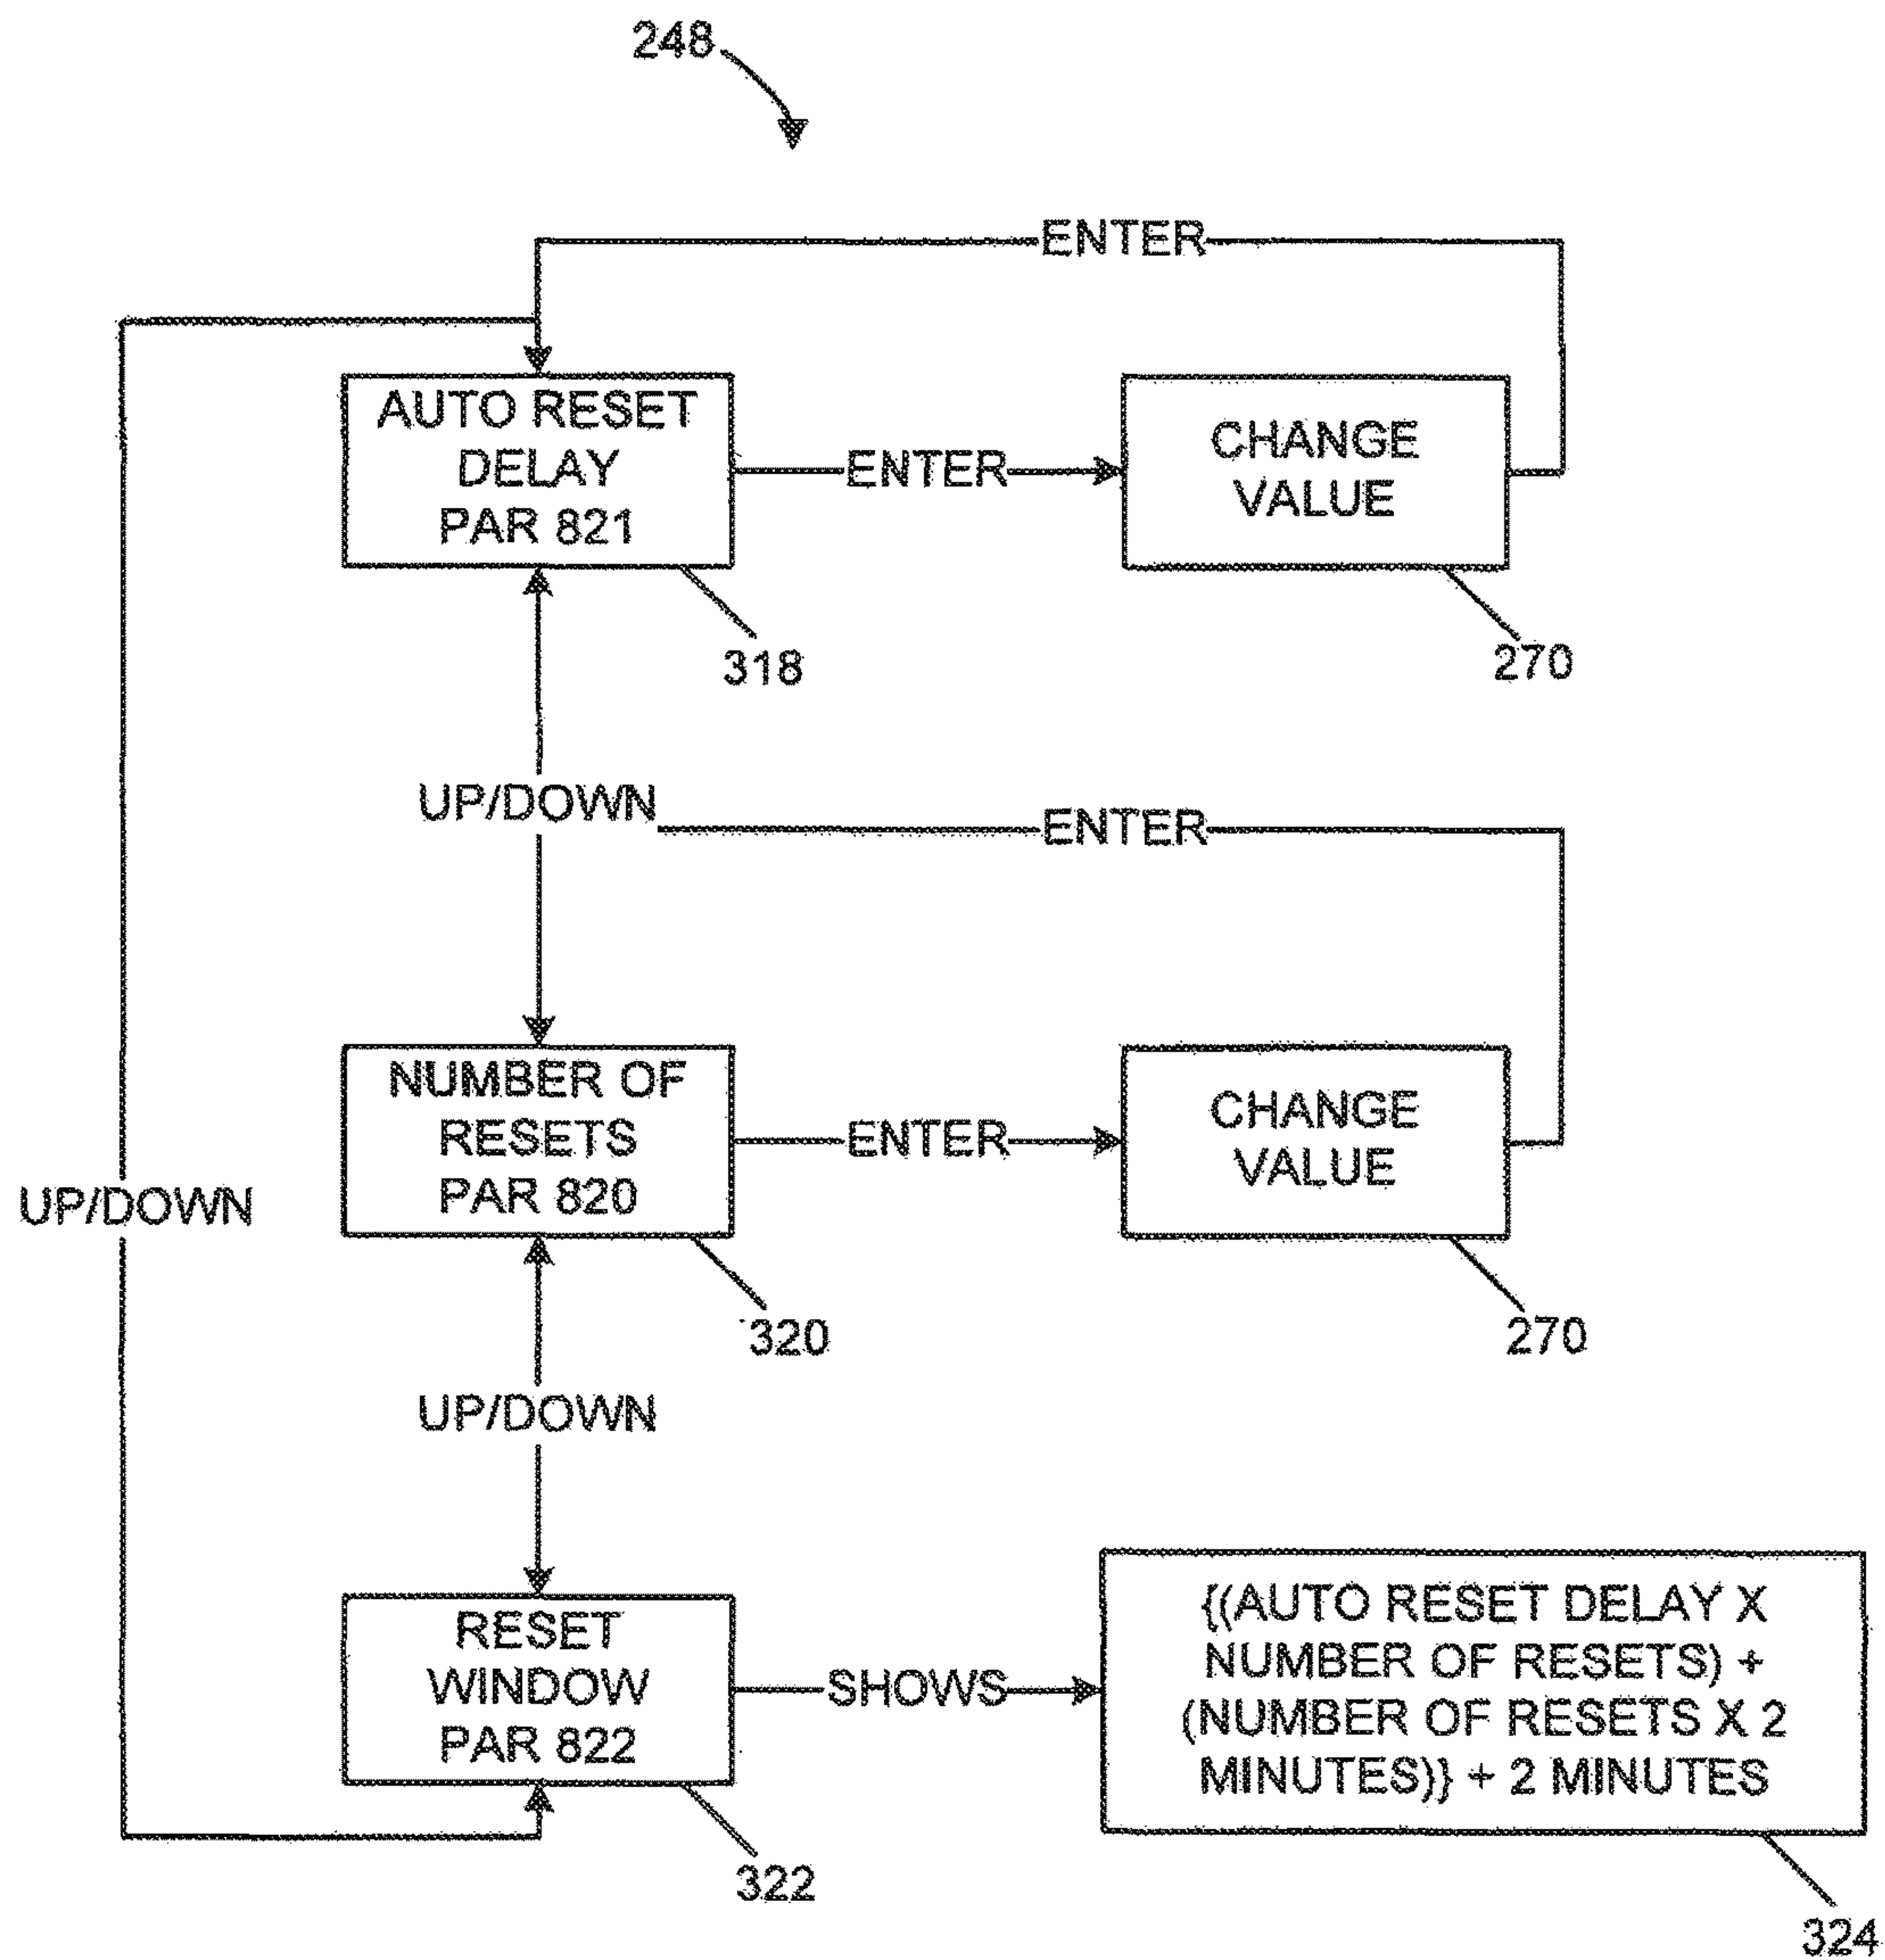 248
ENTER
AUTO RESET
DELAY
PAR 821
ENTER
CHANGE
VALUE
318
270
UP/DOWN
ENTER
NUMBER OF
RESETS
PAR 820
ENTER
CHANGE
VALUE
UP/DOWN
320
270
UP/DOWN
RESET
WINDOW
PAR 822
SHOWS
{(AUTO RESET DELAY X
NUMBER OF RESETS) +
(NUMBER OF RESETS X 2
MINUTES)} + 2 MINUTES
322
324